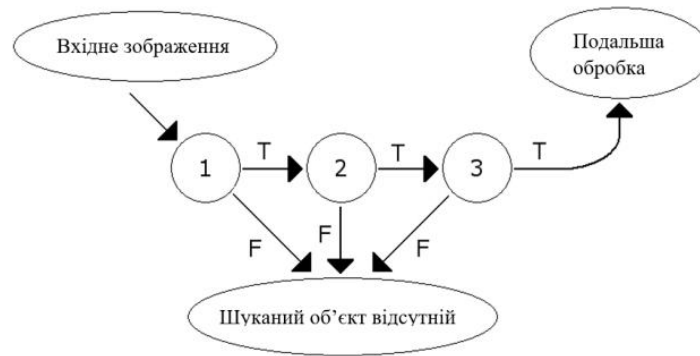 Вхідне зображення
Подальша
обробка
1
T
2
T
3
T
F
F
F
Шуканий об’єкт відсутній